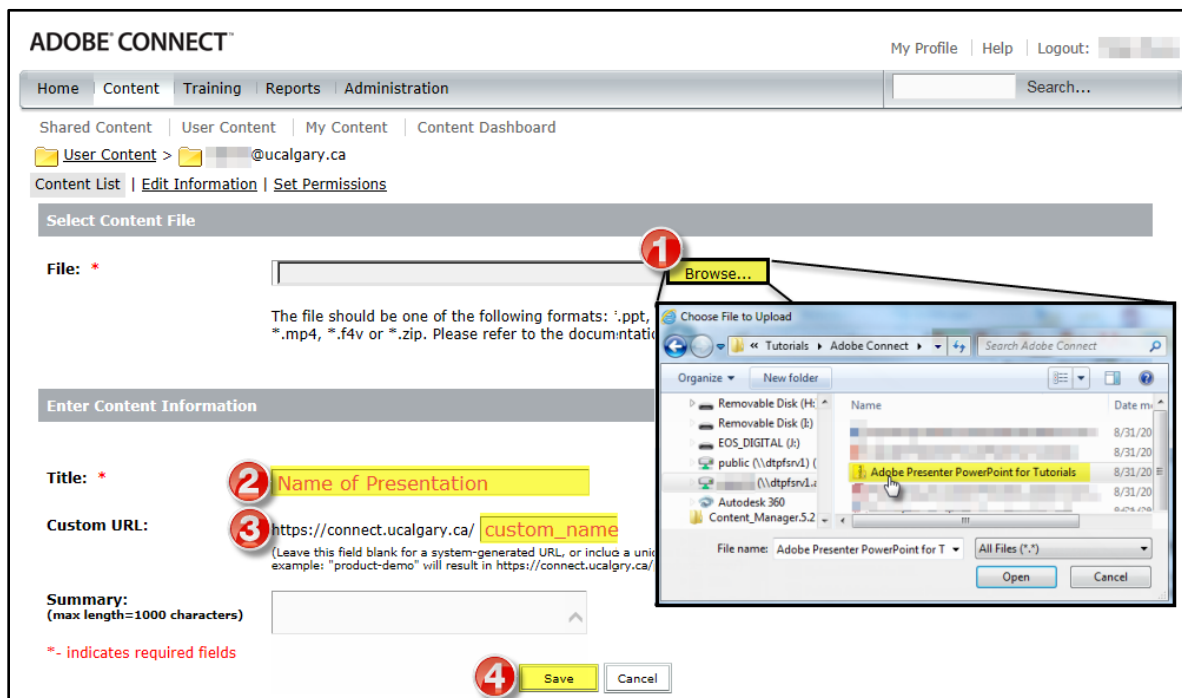 ADOBE® CONNECT™
My Profile | Help | Logout:
Home | Content | Training | Reports | Administration
Search...
Shared Content | User Content | My Content | Content Dashboard
User Content > @ucalgary.ca
Content List | Edit Information | Set Permissions
Select Content File
File: *
1
Browse...
The file should be one of the following formats: *.ppt,
*.mp4, *.f4v or *.zip. Please refer to the documentatio
Choose File to Upload
« Tutorials ▸ Adobe Connect ▸
Search Adobe Connect
Organize
New folder
Removable Disk (H:
Removable Disk (I:)
EOS_DIGITAL (J:)
public (\\dtpfsrv1) (
(\\dtpfsrv1.a
Autodesk 360
Content_Manager.5.2
Name
Date m
8/31/20
8/31/20
Adobe Presenter PowerPoint for Tutorials
8/31/20
8/31/20
File name: Adobe Presenter PowerPoint for T
All Files (*.*)
Open
Cancel
Enter Content Information
Title: *
2
Name of Presentation
Custom URL:
3
https://connect.ucalgary.ca/ custom_name
(Leave this field blank for a system-generated URL, or includ a unic
example: "product-demo" will result in https://connect.ucalgry.ca/
Summary:
(max length=1000 characters)
*- indicates required fields
4
Save
Cancel